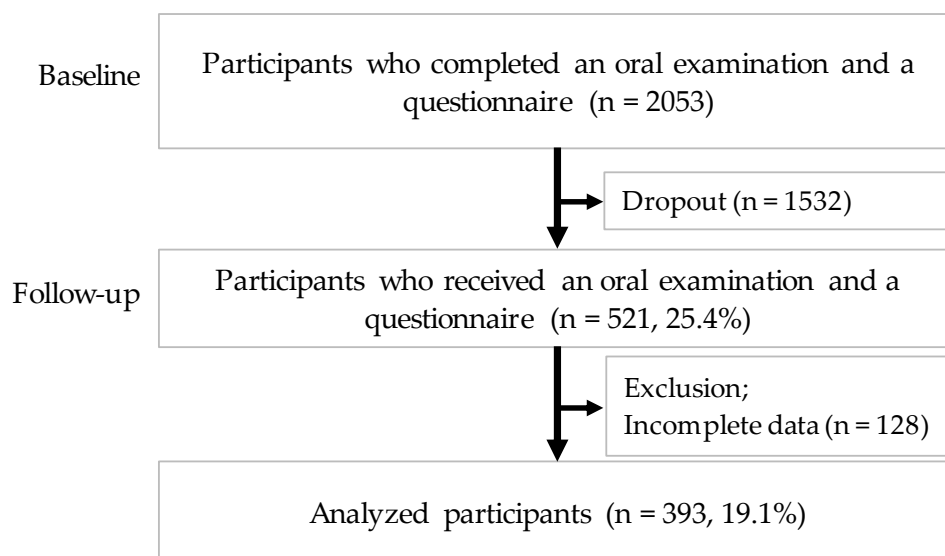 Baseline
Participants who completed an oral examination and a
questionnaire (n = 2053)
Dropout (n = 1532)
Follow-up
Participants who received an oral examination and a
questionnaire (n = 521, 25.4%)
Exclusion;
Incomplete data (n = 128)
Analyzed participants (n = 393, 19.1%)